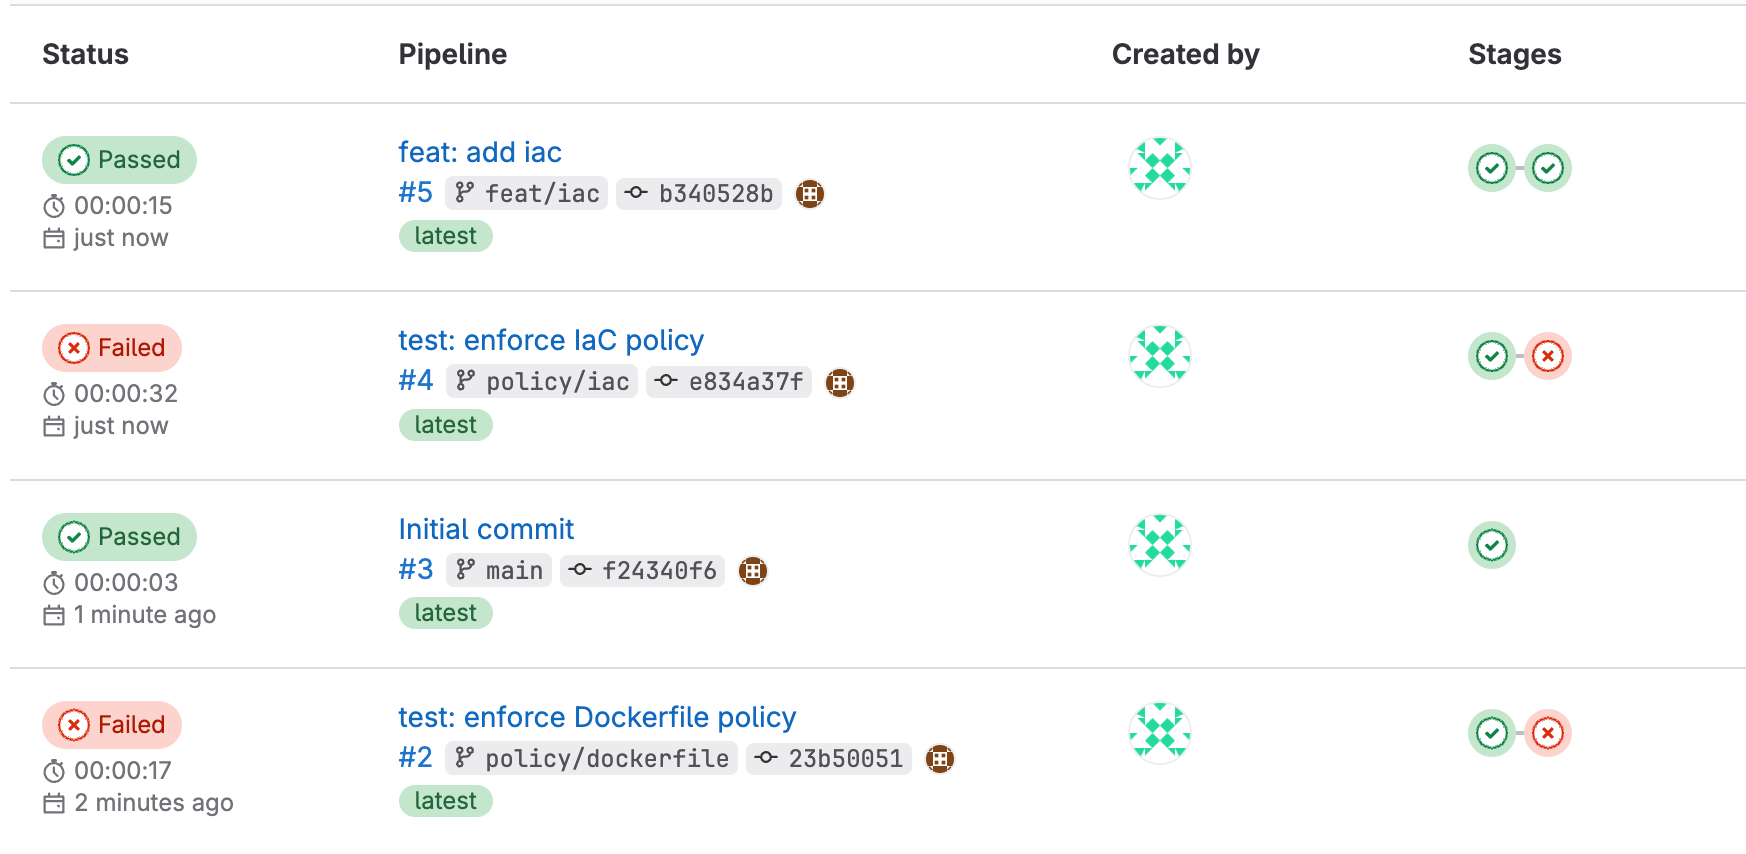 Status Pipeline Created by Stages
Passed
00:00:15
just now
feat: add iac
#5 feat/iac b340528b
latest
Failed
00:00:32
just now
test: enforce IaC policy
#4 policy/iac e834a37f
latest
Passed
00:00:03
1 minute ago
Initial commit
#3 main f24340f6
latest
Failed
00:00:17
2 minutes ago
test: enforce Dockerfile policy
#2 policy/dockerfile 23b50051
latest